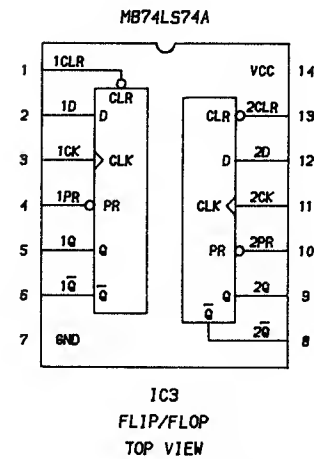 MB74LS74A
1 1CLR VCC 14
CLR CLR 2CLR 13
2 1D D D 2D 12
3 1CK CLK CLK 2CK 11
4 1PR PR PR 2PR 10
5 1Q Q Q 2Q 9
6 1Q̅ Q̅ Q̅ 2Q̅ 8
7 GND
IC3
FLIP/FLOP
TOP VIEW